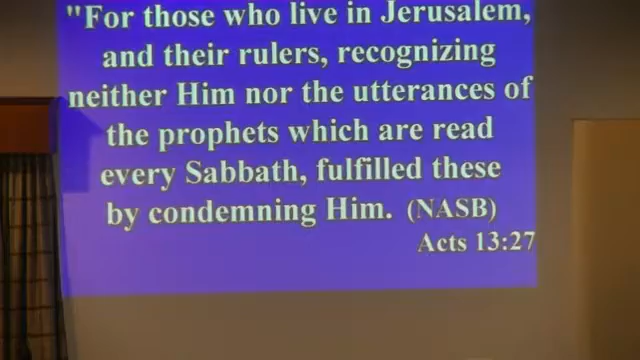 "For those who live in Jerusalem,
and their rulers, recognizing
neither Him nor the utterances of
the prophets which are read
every Sabbath, fulfilled these
by condemning Him. (NASB)
Acts 13:27